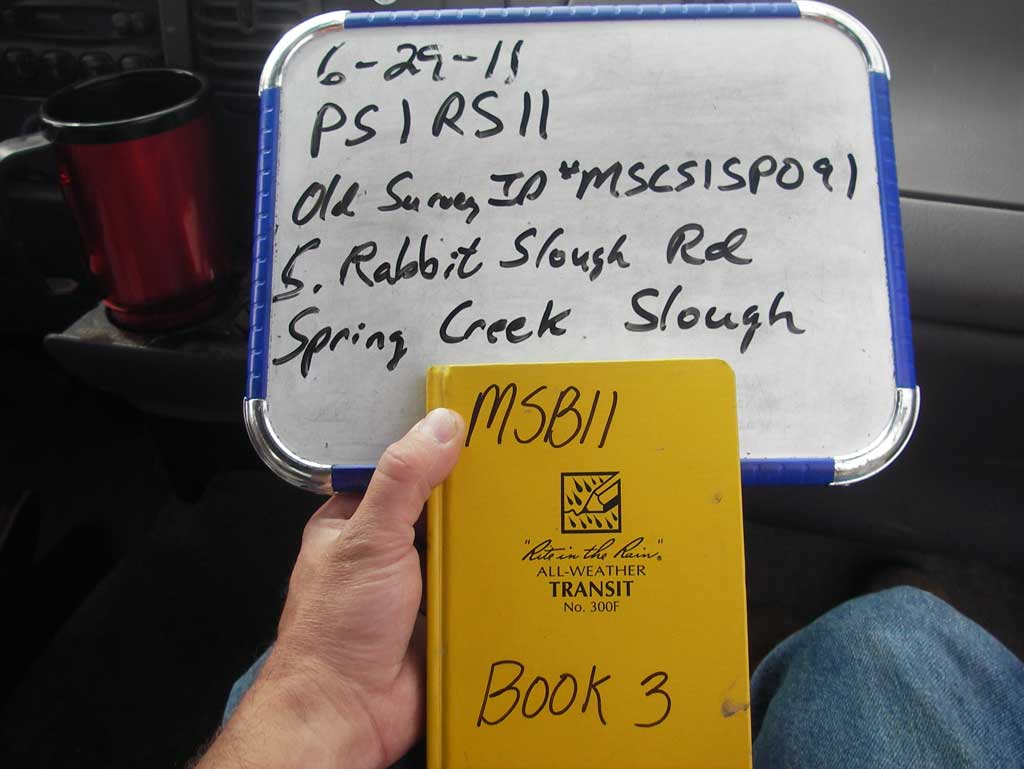 6-29-11
PS1RS11
Old Survey ID #MSCS1SP091
S. Rabbit Slough Rd
Spring Creek Slough
MSB11
"Rite in the Rain"®
ALL-WEATHER
TRANSIT
No. 300F
BOOK 3